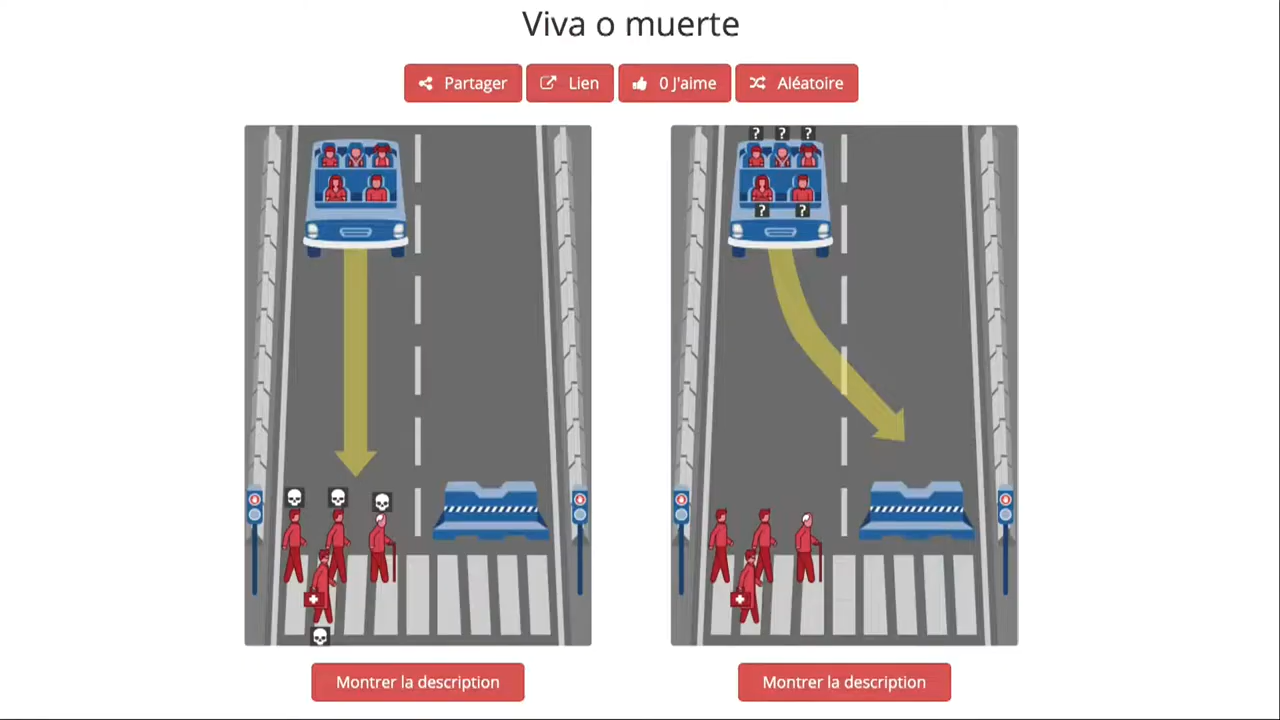 Viva o muerte
Partager
Lien
0 J'aime
Aléatoire
? ? ?
? ?
Montrer la description
Montrer la description